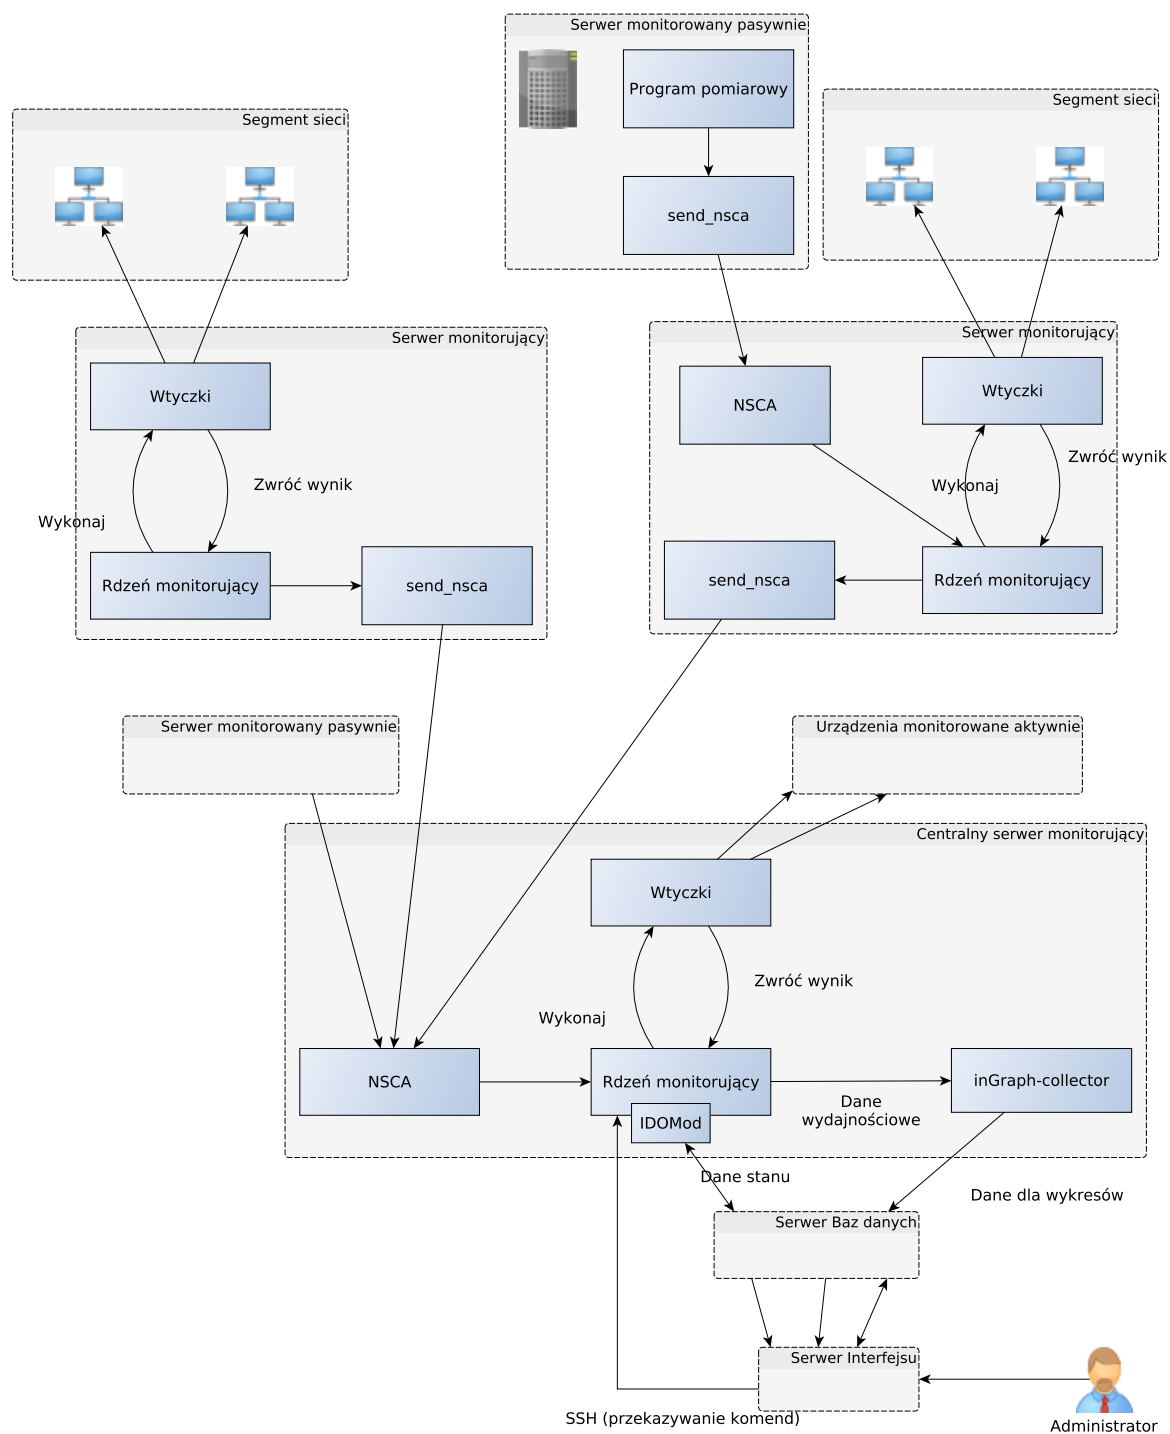 Serwer monitorowany pasywnie
Program pomiarowy
Segment sieci
Segment sieci
send_nsca
Serwer monitorujący
Serwer monitorujący
Wtyczki
NSCA
Wtyczki
Zwróć wynik
Wykonaj
Zwróć wynik
Wykonaj
Rdzeń monitorujący
send_nsca
send_nsca
Rdzeń monitorujący
Serwer monitorowany pasywnie
Urządzenia monitorowane aktywnie
Centralny serwer monitorujący
Wtyczki
Zwróć wynik
Wykonaj
NSCA
Rdzeń monitorujący
inGraph-collector
Dane
wydajnościowe
IDOMod
Dane stanu
Dane dla wykresów
Serwer Baz danych
Serwer Interfejsu
SSH (przekazywanie komend)
Administrator